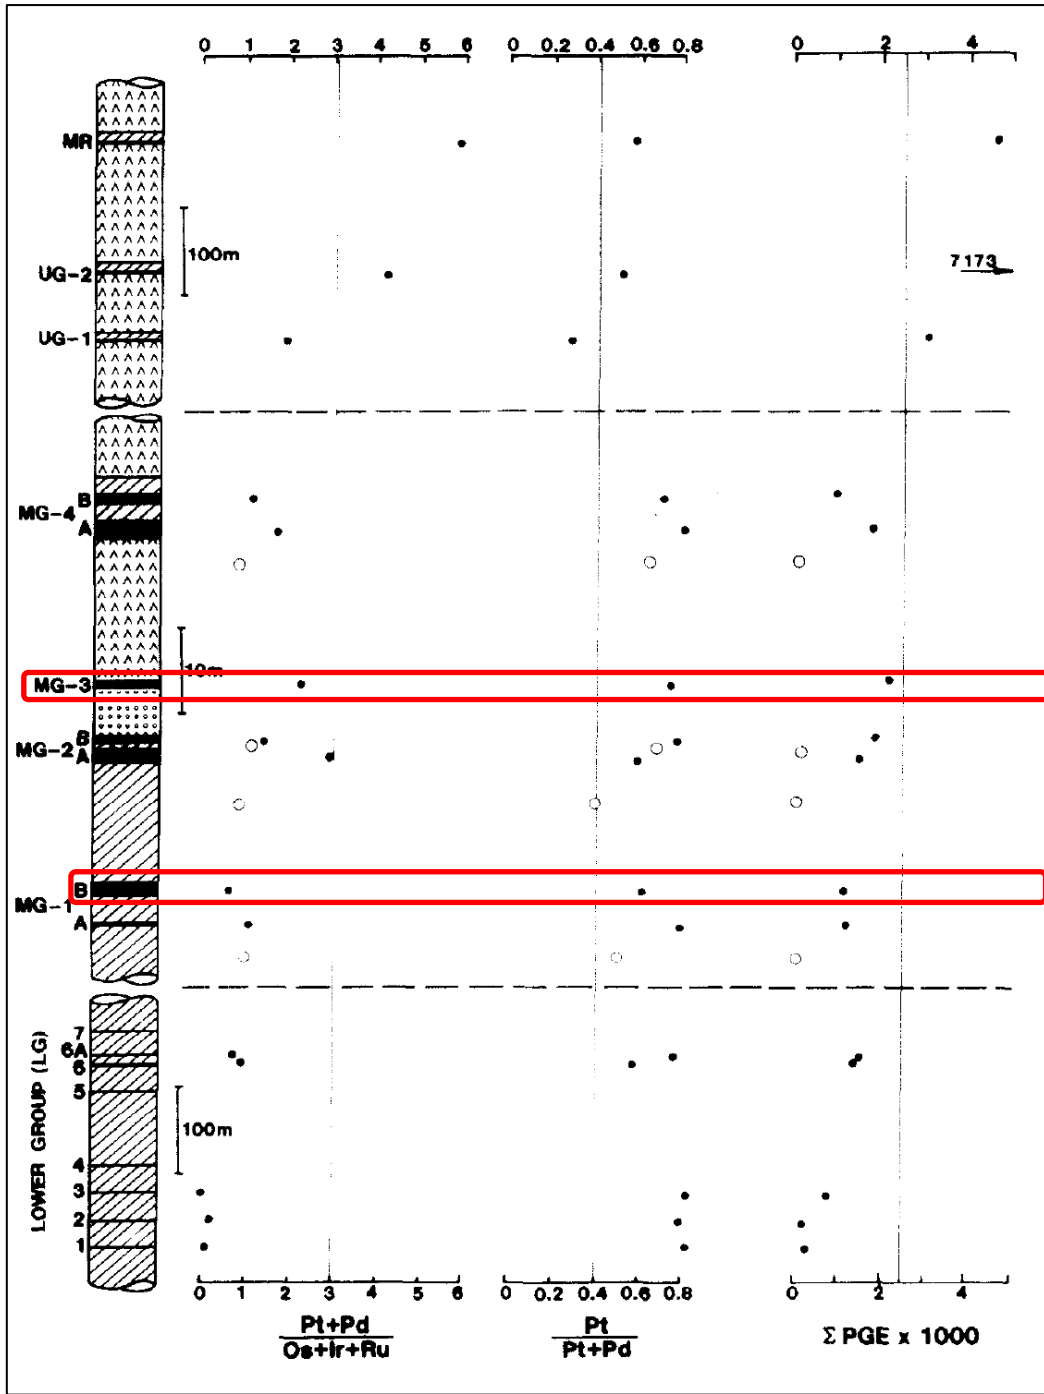 0 1 2 3 4 5 6 0 0.2 0.4 0.6 0.8 0 2 4
MR
100m
UG-2 7173
UG-1
B
MG-4
A
10m
MG-3
B
MG-2
A
B
MG-1
A
LOWER GROUP (LG)
7
6A
6
5
100m
4
3
2
1
0 1 2 3 4 5 6 0 0.2 0.4 0.6 0.8 0 2 4
Pt+Pd Pt Σ PGE x 1000
Os+Ir+Ru Pt+Pd